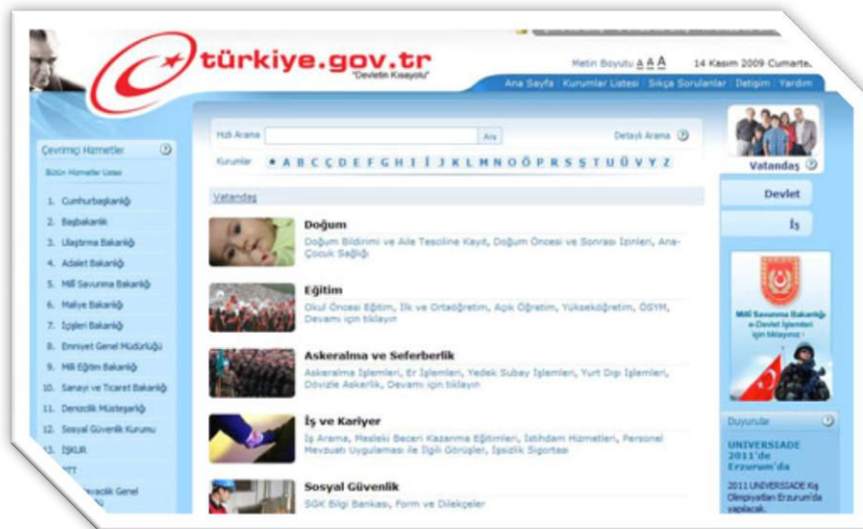 türkiye.gov.tr
"Devletin Kısayolu"
Metin Boyutu A A A
14 Kasım 2009 Cumarte
Ana Sayfa Kurumlar Listesi Sıkça Sorulanlar İletişim Yardım
Çevrimiçi Hizmetler
Bütün Hizmetler Listesi
1. Cumhurbaşkanlığı
2. Başbakanlık
3. Ulaştırma Bakanlığı
4. Adalet Bakanlığı
5. Milli Savunma Bakanlığı
6. Maliye Bakanlığı
7. İçişleri Bakanlığı
8. Emniyet Genel Müdürlüğü
9. Milli Eğitim Bakanlığı
10. Sanayi ve Ticaret Bakanlığı
11. Denizcilik Müsteşarlığı
12. Sosyal Güvenlik Kurumu
13. İŞKUR
PTT
Havacılık Genel
Hızlı Arama
Ara
Detaylı Arama
Kurumlar
A B C Ç D E F G H I İ J K L M N O Ö P R S Ş T U Ü V Y Z
Vatandaş
Doğum
Doğum Bildirimi ve Aile Tesciline Kayıt, Doğum Öncesi ve Sonrası İzinleri, Ana-
Çocuk Sağlığı
Eğitim
Okul Öncesi Eğitim, İlk ve Ortaöğretim, Açık Öğretim, Yükseköğretim, ÖSYM,
Devamı için tıklayın
Askeralma ve Seferberlik
Askeralma İşlemleri, Er İşlemleri, Yedek Subay İşlemleri, Yurt Dışı İşlemleri,
Dövizle Askerlik, Devamı için tıklayın
İş ve Kariyer
İş Arama, Mesleki Beceri Kazanma Eğitimleri, İstihdam Hizmetleri, Personel
Mevzuatı Uygulaması ile İlgili Görüşler, İşsizlik Sigortası
Sosyal Güvenlik
SGK Bilgi Bankası, Form ve Dilekçeler
Vatandaş
Devlet
İş
Milli Savunma Bakanlığı
e-Devlet İşlemleri
için tıklayınız
Duyurular
UNIVERSIADE
2011'de
Erzurum'da
2011 UNIVERSIADE Kış
Olimpiyatları Erzurum'da
yapılacak.